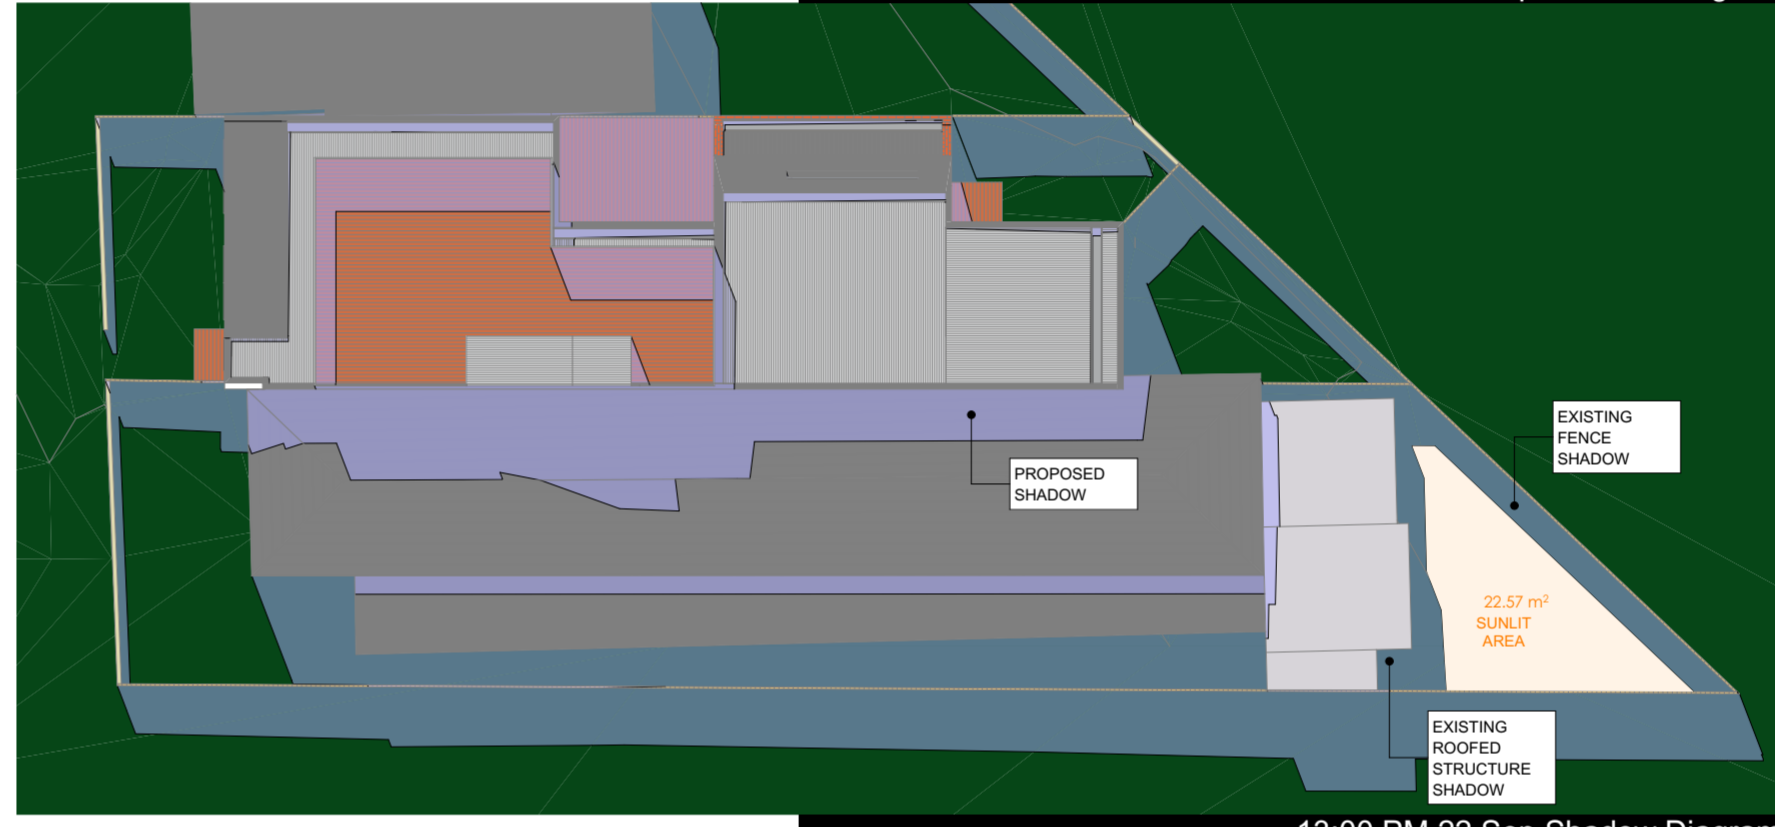 EXISTING
FENCE
SHADOW
PROPOSED
SHADOW
22.57 m²
SUNLIT
AREA
EXISTING
ROOFED
STRUCTURE
SHADOW